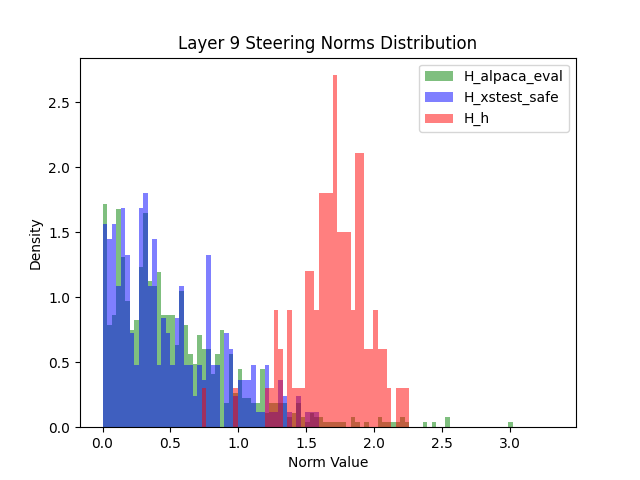 Layer 9 Steering Norms Distribution
H_alpaca_eval
H_xstest_safe
H_h
Density
2.5
2.0
1.5
1.0
0.5
0.0
0.0 0.5 1.0 1.5 2.0 2.5 3.0
Norm Value